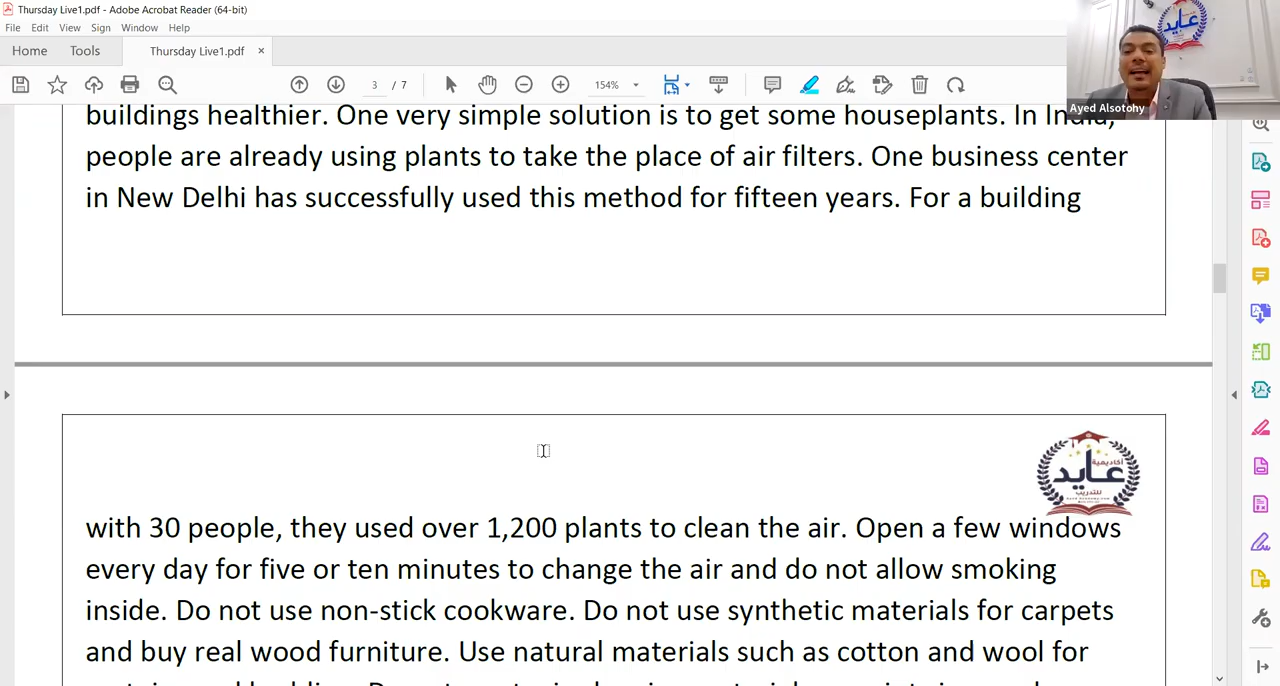 Thursday Live1.pdf - Adobe Acrobat Reader (64-bit)
File Edit View Sign Window Help
Home Tools Thursday Live1.pdf ×
3 / 7 154%
Ayed Alsotohy
عايد
buildings healthier. One very simple solution is to get some houseplants. In India,
people are already using plants to take the place of air filters. One business center
in New Delhi has successfully used this method for fifteen years. For a building
أكاديمية
عايد
للتدريب
with 30 people, they used over 1,200 plants to clean the air. Open a few windows
every day for five or ten minutes to change the air and do not allow smoking
inside. Do not use non-stick cookware. Do not use synthetic materials for carpets
and buy real wood furniture. Use natural materials such as cotton and wool for